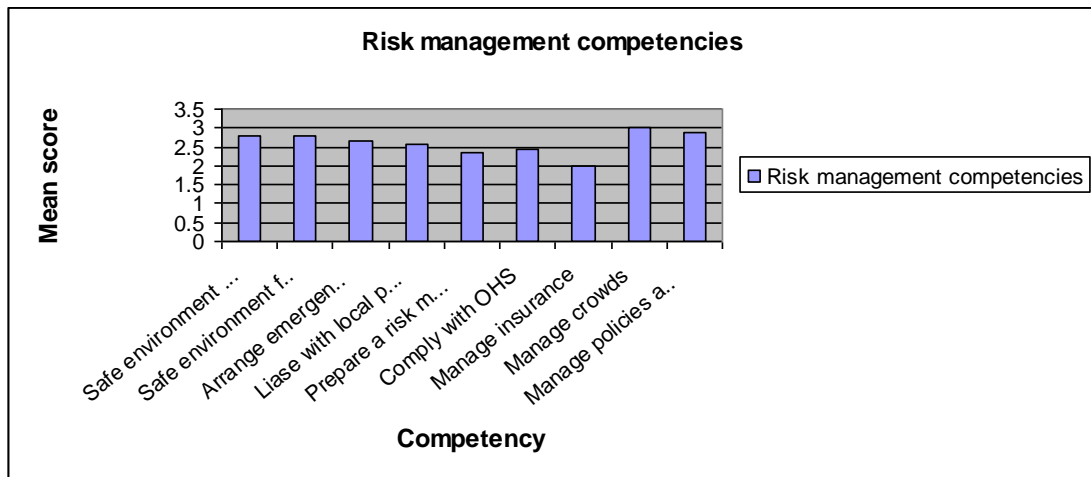 Risk management competencies
Mean score
3.5
3
2.5
2
1.5
1
0.5
0
Safe environment ...
Safe environment f..
Arrange emergen..
Liase with local p...
Prepare a risk m...
Comply with OHS
Manage insurance
Manage crowds
Manage policies a..
Competency
Risk management competencies